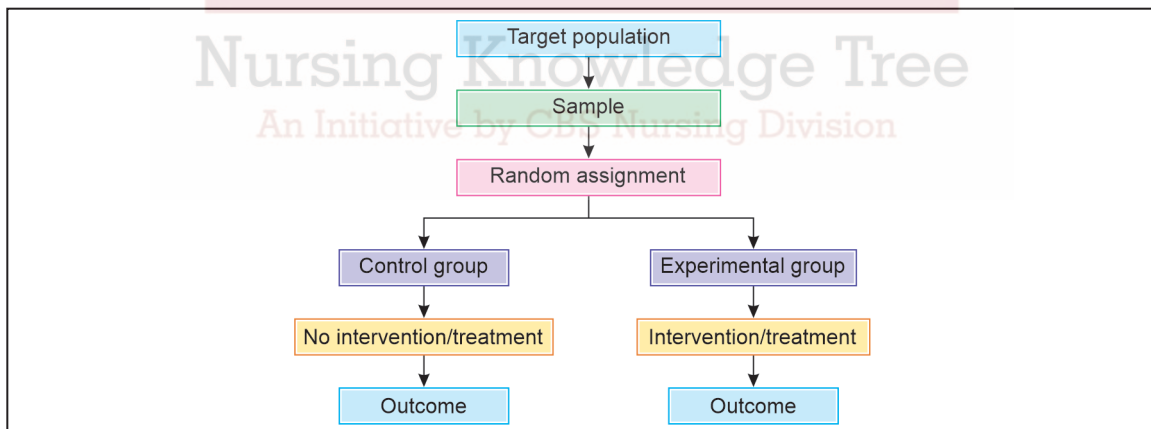 Target population
Nursing Knowledge Tree
Sample
An Initiative by CBS Nursing Division
Random assignment
Control group
Experimental group
No intervention/treatment
Intervention/treatment
Outcome
Outcome